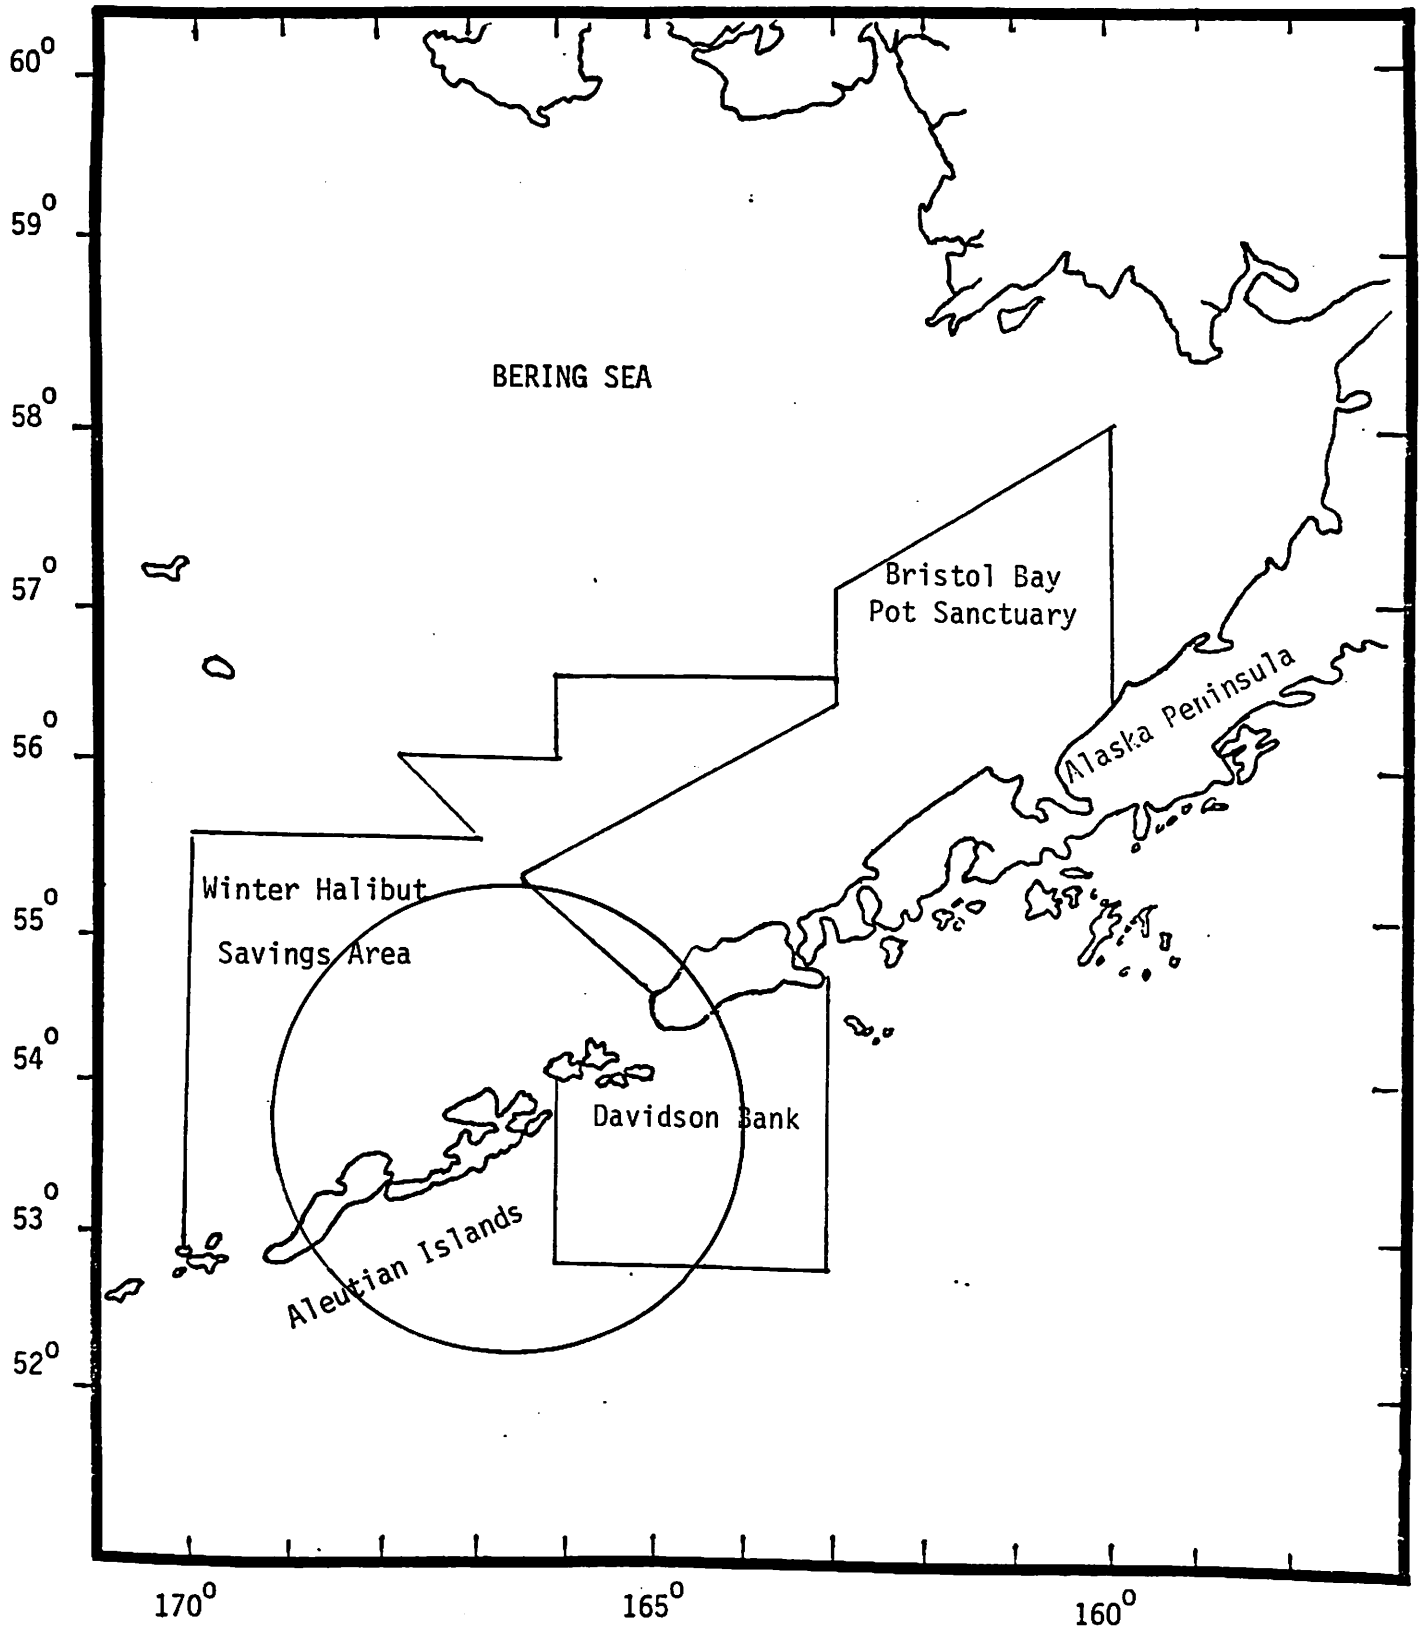 60°
59°
BERING SEA
58°
57°
Bristol Bay
Pot Sanctuary
Alaska Peninsula
56°
Winter Halibut
55°
Savings Area
54°
Davidson Bank
53°
Aleutian Islands
52°
170° 165° 160°